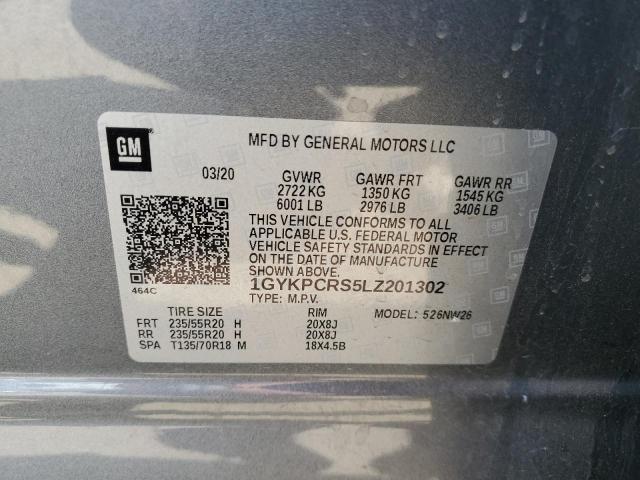 GM
MFD BY GENERAL MOTORS LLC
03/20 GVWR GAWR FRT GAWR RR
2722 KG 1350 KG 1545 KG
6001 LB 2976 LB 3406 LB
THIS VEHICLE CONFORMS TO ALL
APPLICABLE U.S. FEDERAL MOTOR
VEHICLE SAFETY STANDARDS IN EFFECT
ON THE DATE OF MANUFACTURE
SHOWN ABOVE.
464C 1GYKPCRS5LZ201302
TYPE: M.P.V. MODEL: 526NW26
TIRE SIZE RIM
FRT 235/55R20 H 20X8J
RR 235/55R20 H 20X8J
SPA T135/70R18 M 18X4.5B